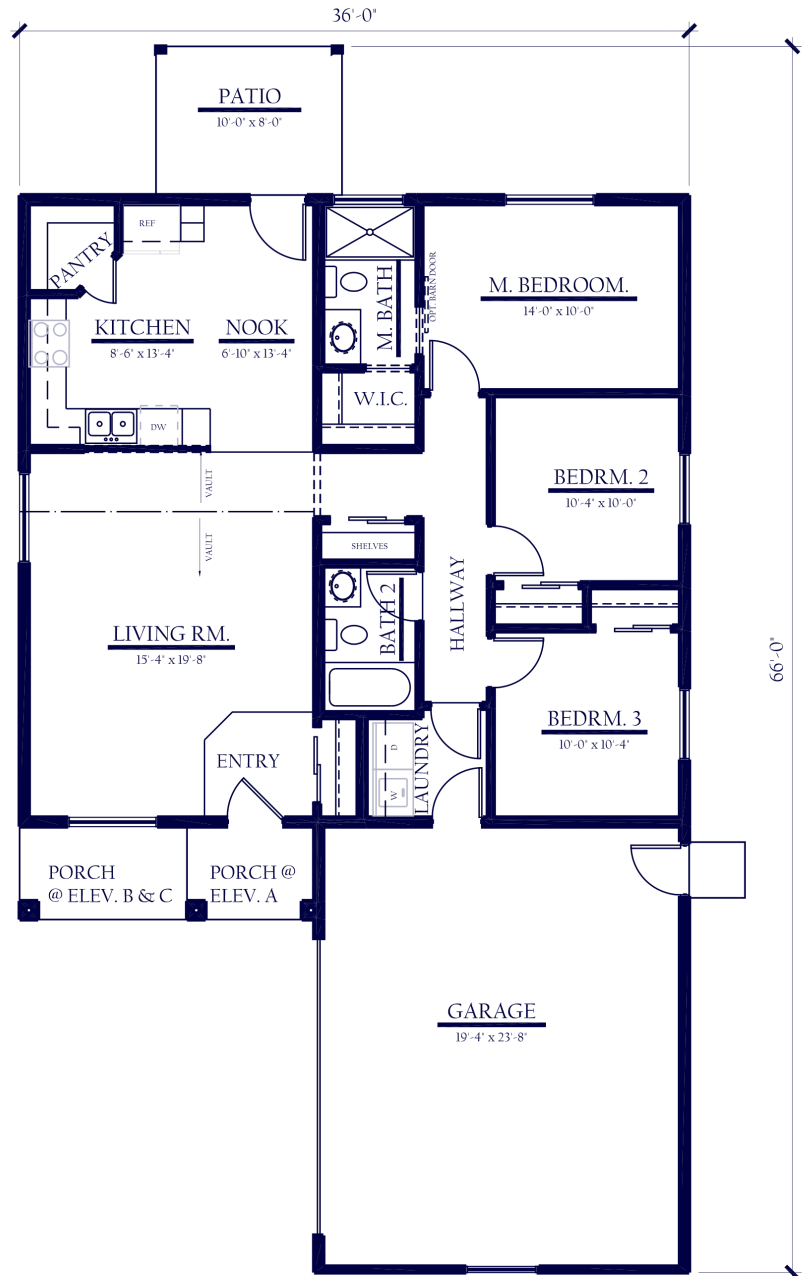 36'-0"
PATIO
10'-0" x 8'-0"
REF
PANTRY
KITCHEN
8'-6" x 13'-4"
NOOK
6'-10" x 13'-4"
M. BATH
OPT. BARN DOOR
M. BEDROOM.
14'-0" x 10'-0"
W.I.C.
DW
VAULT
VAULT
BEDRM. 2
10'-4" x 10'-0"
SHELVES
HALLWAY
BATH 2
LIVING RM.
15'-4" x 19'-8"
66'-0"
BEDRM. 3
10'-0" x 10'-4"
ENTRY
D
W
LAUNDRY
PORCH
@ ELEV. B & C
PORCH @
ELEV. A
GARAGE
19'-4" x 23'-8"